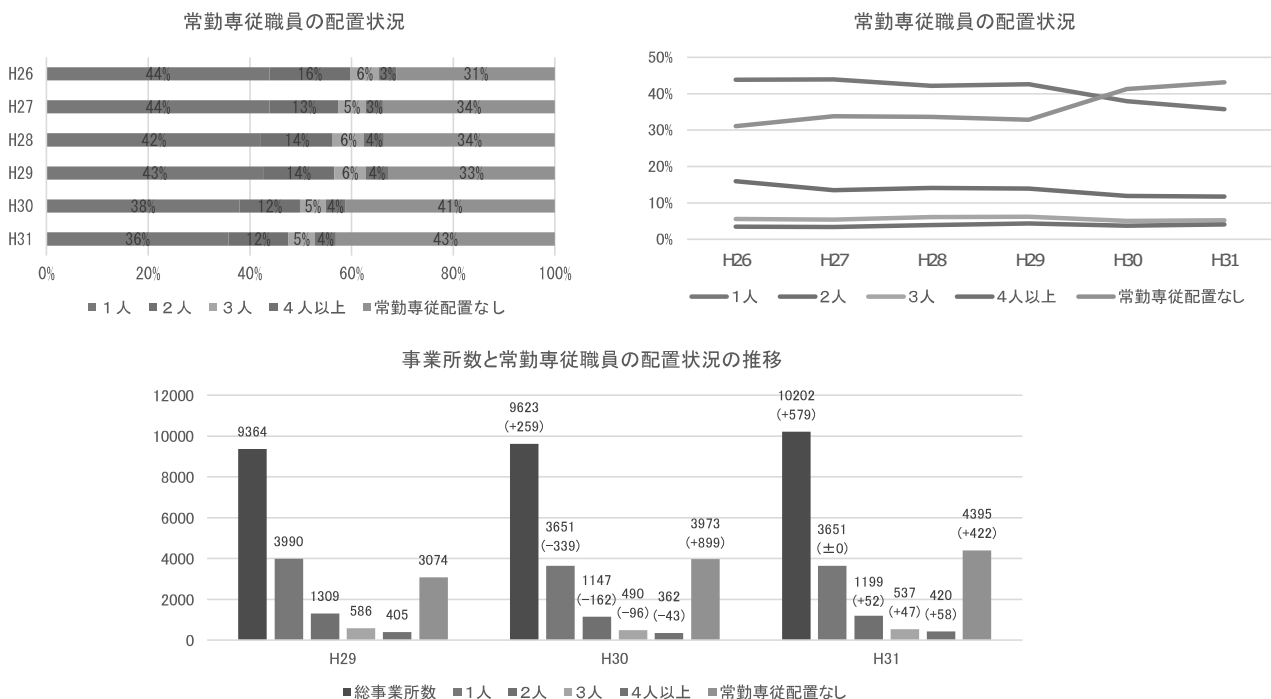 常勤専従職員の配置状況
H26 44% 16% 6% 3% 31%
H27 44% 13% 5% 3% 34%
H28 42% 14% 6% 4% 34%
H29 43% 14% 6% 4% 33%
H30 38% 12% 5% 4% 41%
H31 36% 12% 5% 4% 43%
0% 20% 40% 60% 80% 100%
■１人 ■２人 ■３人 ■４人以上 ■常勤専従配置なし
常勤専従職員の配置状況
50%
40%
30%
20%
10%
0%
H26 H27 H28 H29 H30 H31
１人 ２人 ３人 ４人以上 常勤専従配置なし
事業所数と常勤専従職員の配置状況の推移
12000
10000
8000
6000
4000
2000
0
9364
3990
1309
586
405
3074
9623
(+259)
3651
(−339)
1147
(−162)
490
(−96)
362
(−43)
3973
(+899)
10202
(+579)
3651
(±0)
1199
(+52)
537
(+47)
420
(+58)
4395
(+422)
H29 H30 H31
■総事業所数 ■１人 ■２人 ■３人 ■４人以上 ■常勤専従配置なし